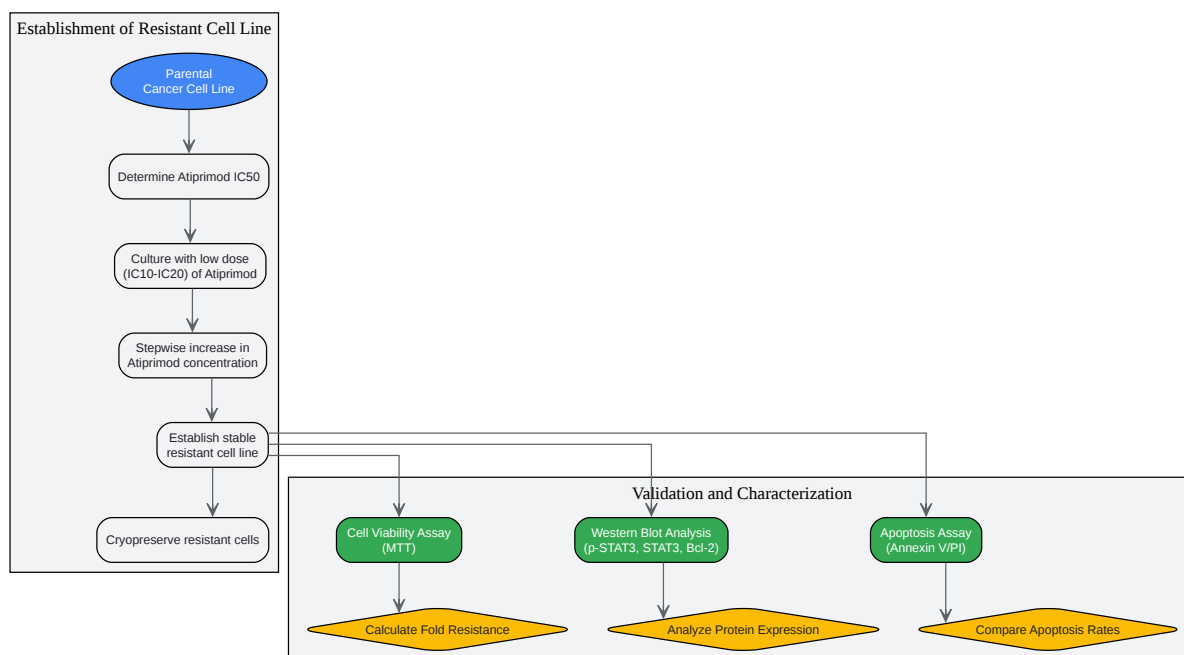 Establishment of Resistant Cell Line
Parental
Cancer Cell Line
Determine Atiprimod IC50
Culture with low dose
(IC10-IC20) of Atiprimod
Stepwise increase in
Atiprimod concentration
Establish stable
resistant cell line
Cryopreserve resistant cells
Validation and Characterization
Cell Viability Assay
(MTT)
Western Blot Analysis
(p-STAT3, STAT3, Bcl-2)
Apoptosis Assay
(Annexin V/PI)
Calculate Fold Resistance
Analyze Protein Expression
Compare Apoptosis Rates